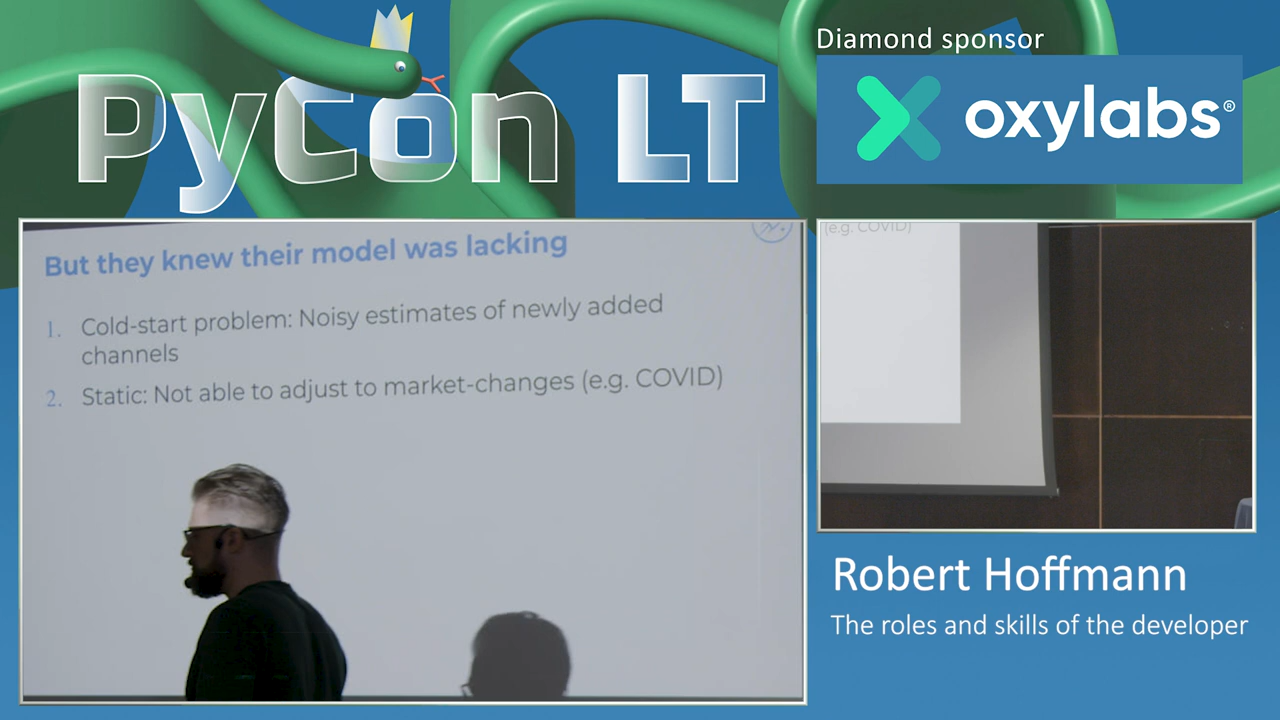 PyCon LT
Diamond sponsor
oxylabs®
But they knew their model was lacking
1. Cold-start problem: Noisy estimates of newly added
channels
2. Static: Not able to adjust to market-changes (e.g. COVID)
(e.g. COVID)
Robert Hoffmann
The roles and skills of the developer